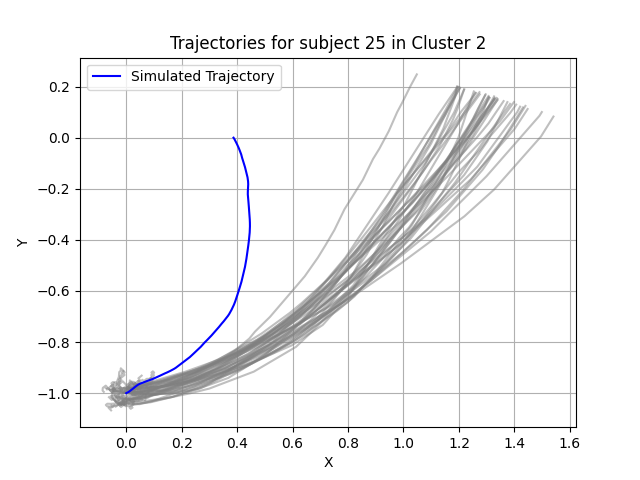 Trajectories for subject 25 in Cluster 2
Simulated Trajectory
0.2
0.0
−0.2
−0.4
−0.6
−0.8
−1.0
Y
0.0 0.2 0.4 0.6 0.8 1.0 1.2 1.4 1.6
X